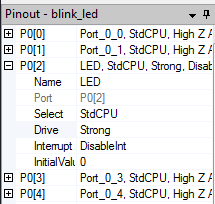 Pinout - blink_led
P0[0] Port_0_0, StdCPU, High Z A
P0[1] Port_0_1, StdCPU, High Z A
P0[2] LED, StdCPU, Strong, Disab
Name LED
Port P0[2]
Select StdCPU
Drive Strong
Interrupt DisableInt
InitialValu 0
P0[3] Port_0_3, StdCPU, High Z A
P0[4] Port_0_4, StdCPU, High Z A